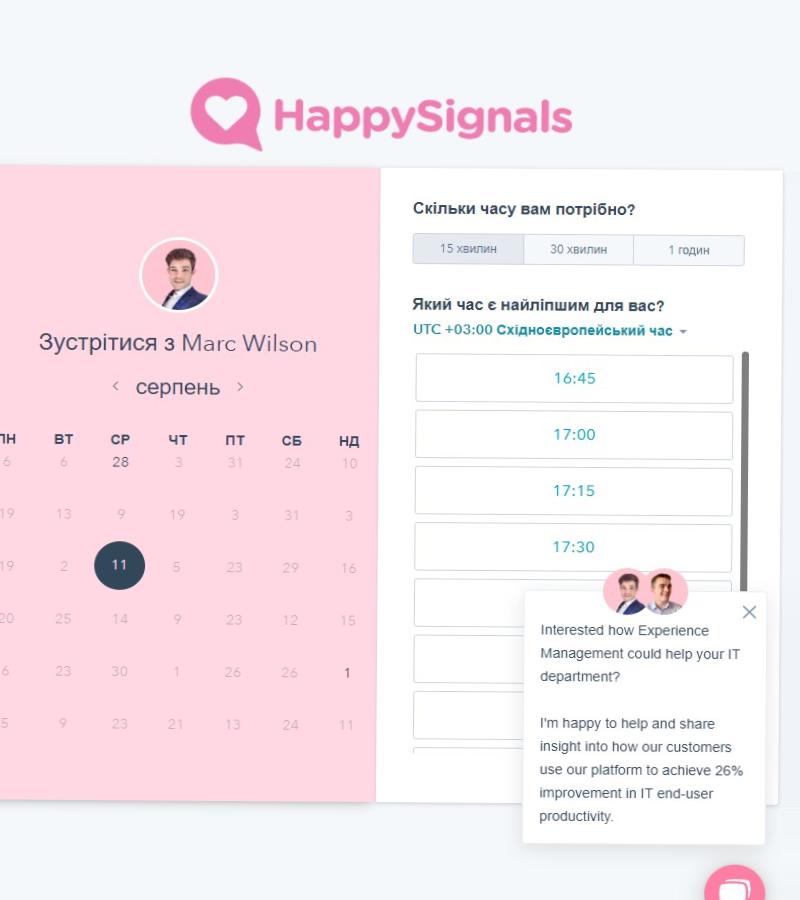 HappySignals
Зустрітися з Marc Wilson
серпень
ВТ СР ЧТ ПТ СБ НД
6 6 28 3 31 24 10
19 13 9 19 3 31 3
19 2 11 5 23 29 16
20 25 14 9 23 12 15
6 23 30 1 26 26 1
5 9 23 21 13 24 11
Скільки часу вам потрібно?
15 хвилин 30 хвилин 1 годин
Який час є найліпшим для вас?
UTC +03:00 Східноєвропейський час
16:45
17:00
17:15
17:30
Interested how Experience
Management could help your IT
department?
I'm happy to help and share
insight into how our customers
use our platform to achieve 26%
improvement in IT end-user
productivity.